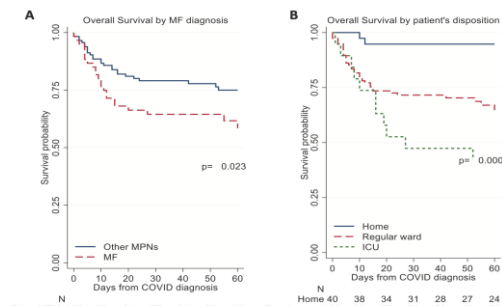 A
Overall Survival by MF diagnosis
Survival probability
1.00
0.75
0.50
0.25
0.00
p= 0.023
Other MPNs
MF
0 10 20 30 40 50 60
Days from COVID diagnosis
N
B
Overall Survival by patient's disposition
Survival probability
1.00
0.75
0.50
0.25
0.00
p= 0.000
Home
Regular ward
ICU
0 10 20 30 40 50 60
Days from COVID diagnosis
N
Home 40 38 34 31 28 27 24